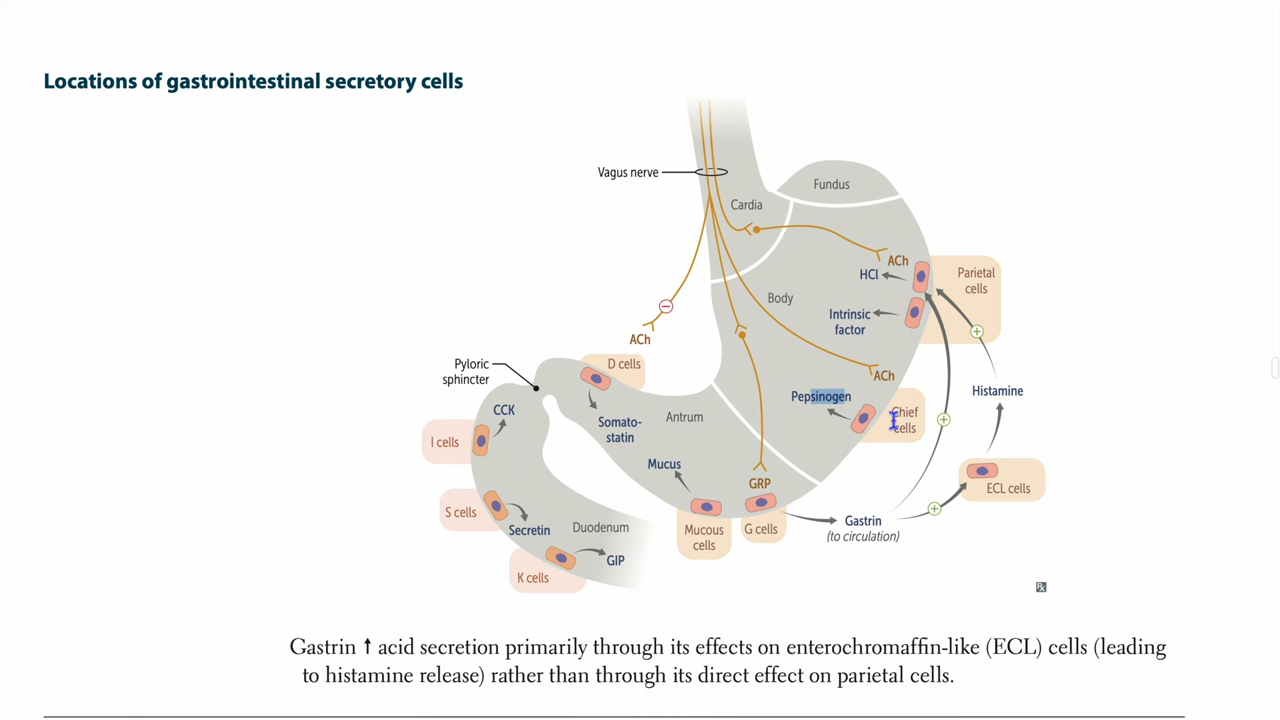 Locations of gastrointestinal secretory cells
Vagus nerve
Fundus
Cardia
ACh
HCl
Parietal
cells
Body
Intrinsic
factor
ACh
Pyloric
sphincter
D cells
ACh
Histamine
Pepsinogen
CCK
Somato-
statin
Antrum
Chief
cells
I cells
Mucus
GRP
ECL cells
S cells
Secretin
Duodenum
Mucous
cells
G cells
Gastrin
(to circulation)
GIP
K cells
Rx
Gastrin ↑ acid secretion primarily through its effects on enterochromaffin-like (ECL) cells (leading
to histamine release) rather than through its direct effect on parietal cells.